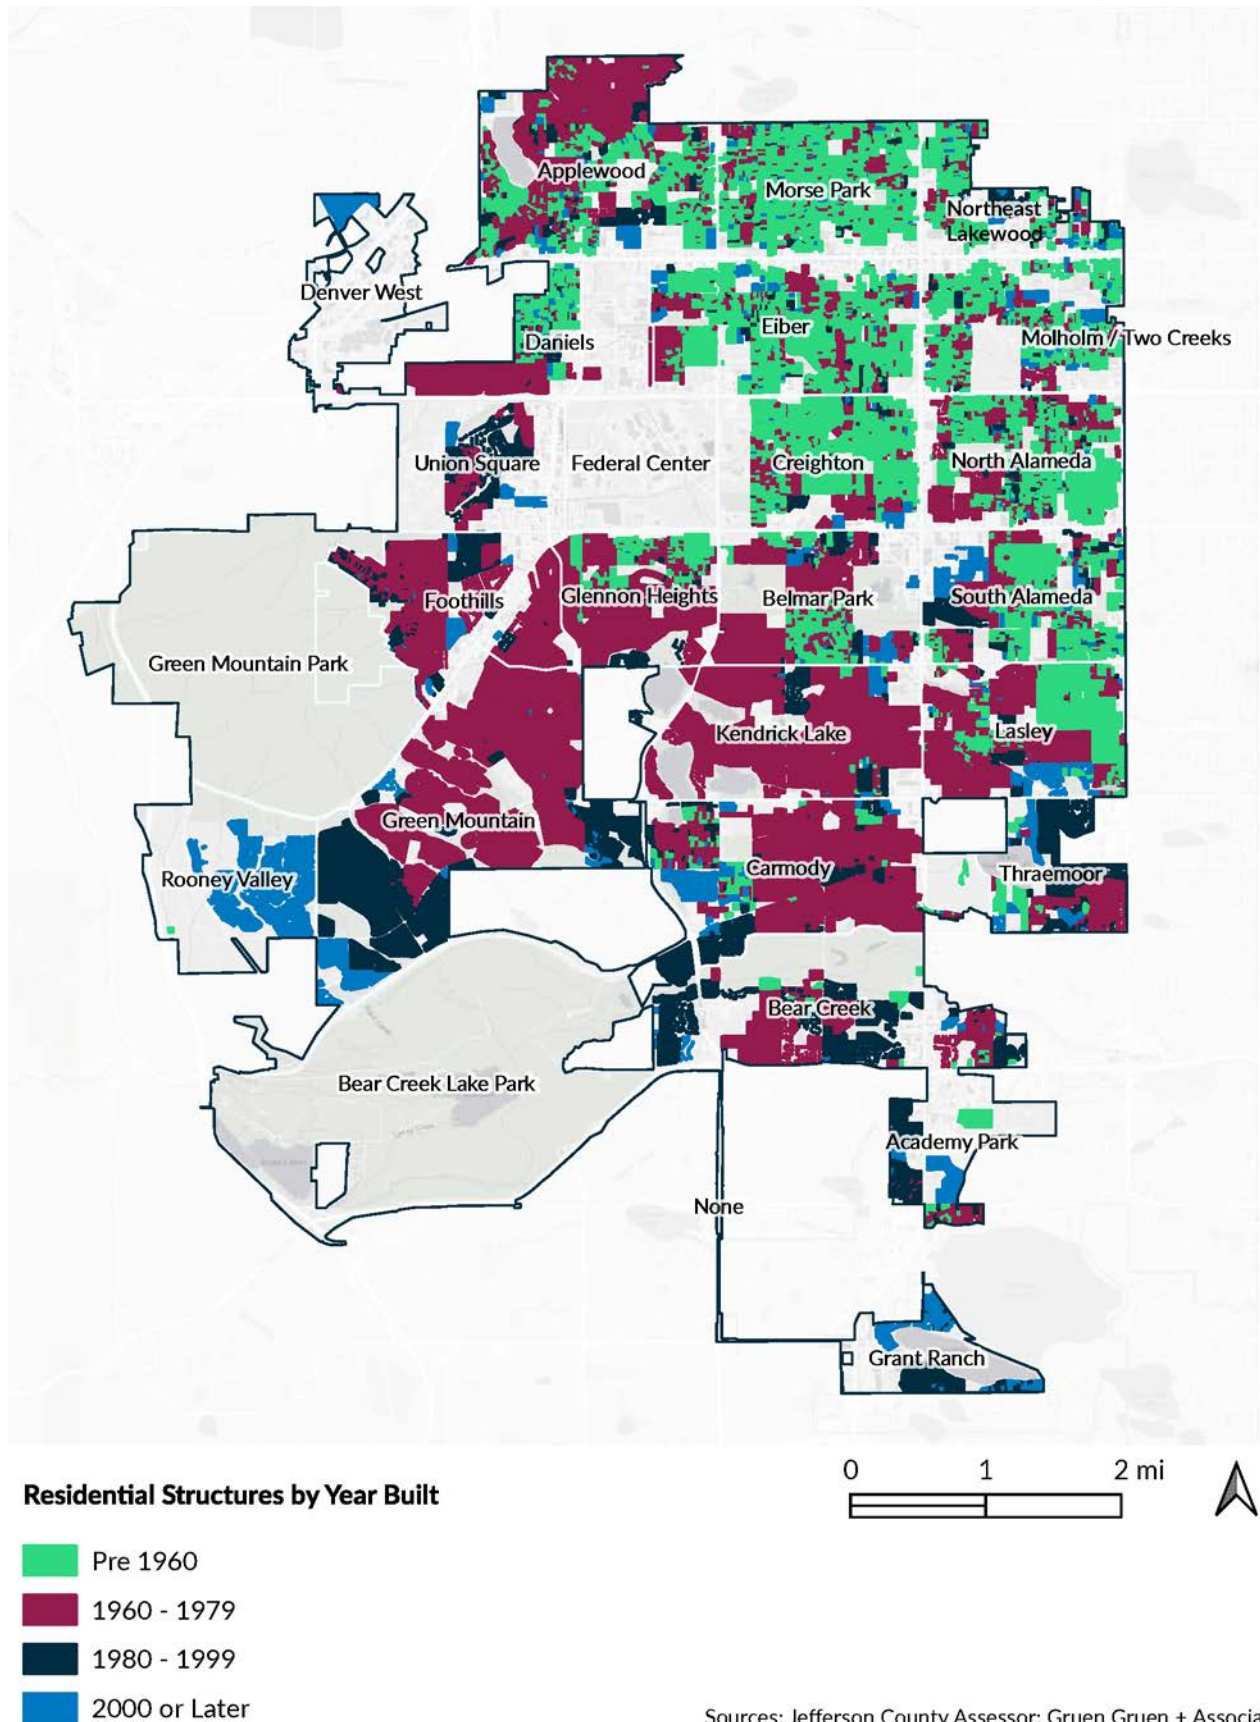 Applewood
Morse Park
Northeast
Lakewood
Denver West
Daniels
Eiber
Molholm / Two Creeks
Union Square
Federal Center
Creighton
North Alameda
Foothills
Glennon Heights
Belmar Park
South Alameda
Green Mountain Park
Kendrick Lake
Lasley
Green Mountain
Rooney Valley
Carmody
Thraemoor
Bear Creek
Bear Creek Lake Park
Academy Park
None
Grant Ranch
0 1 2 mi
Residential Structures by Year Built
Pre 1960
1960 - 1979
1980 - 1999
2000 or Later
Sources: Jefferson County Assessor; Gruen Gruen + Associa